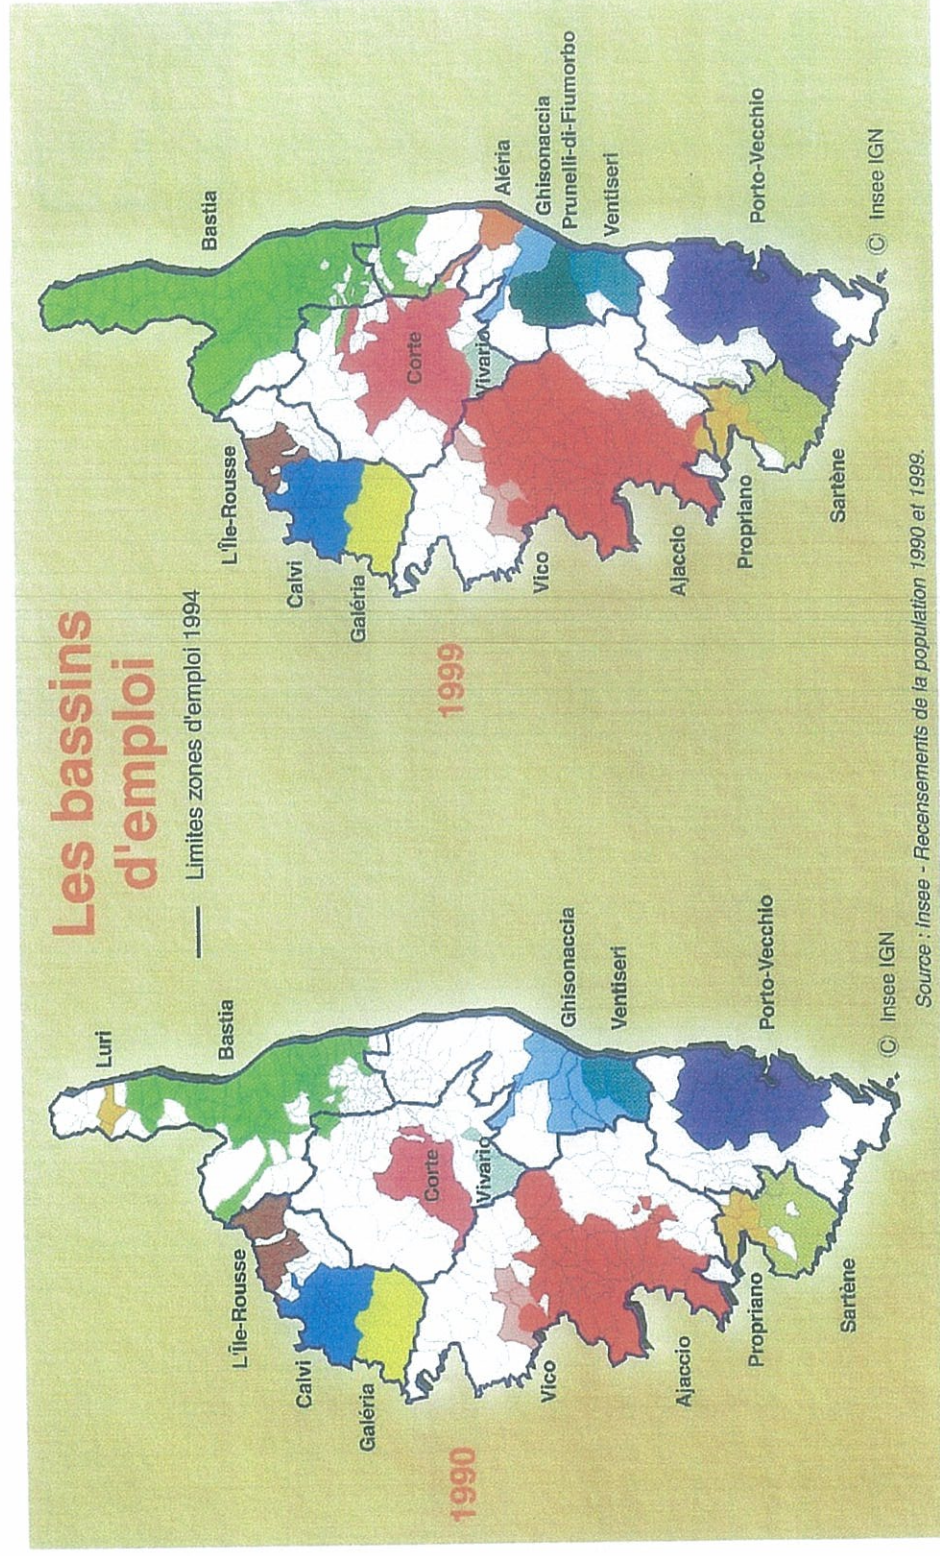 Les bassins
d'emploi
Limites zones d'emploi 1994
1990
Luri
Bastia
L'Île-Rousse
Calvi
Galéria
Corte
Vivario
Vico
Ghisonaccia
Ventiseri
Ajaccio
Propriano
Porto-Vecchio
Sartène
© Insee IGN
1999
Bastia
L'Île-Rousse
Calvi
Galéria
Corte
Vivario
Vico
Aléria
Ghisonaccia
Prunelli-di-Fiumorbo
Ventiseri
Ajaccio
Propriano
Porto-Vecchio
Sartène
© Insee IGN
Source : Insee - Recensements de la population 1990 et 1999.